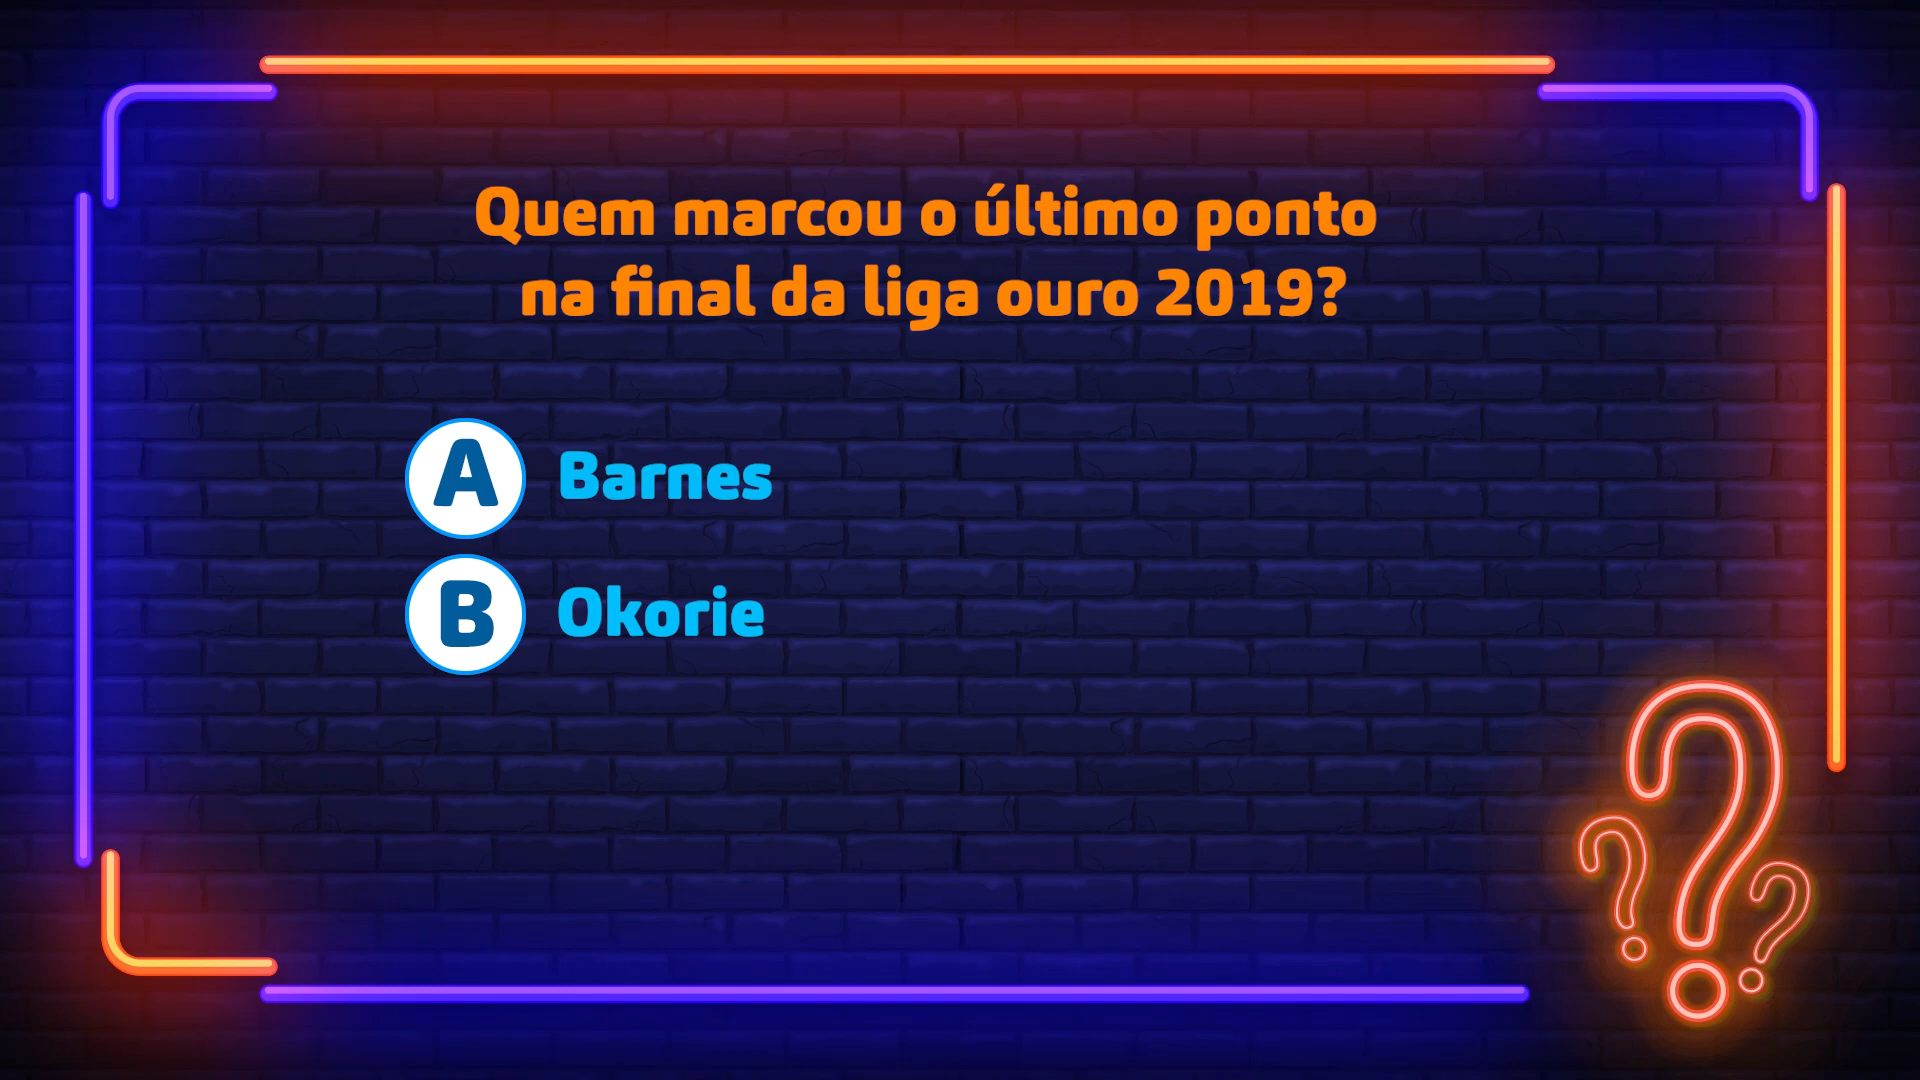 Quem marcou o último ponto
na final da liga ouro 2019?
A Barnes
B Okorie